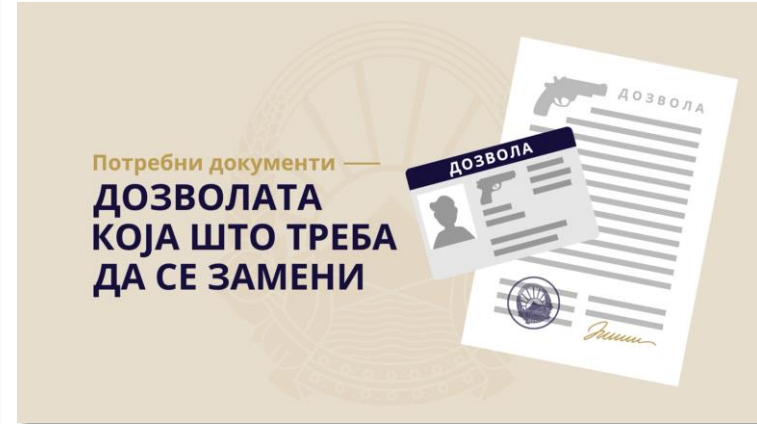 Потребни документи
ДОЗВОЛАТА
КОЈА ШТО ТРЕБА
ДА СЕ ЗАМЕНИ
ДОЗВОЛА
ДОЗВОЛА